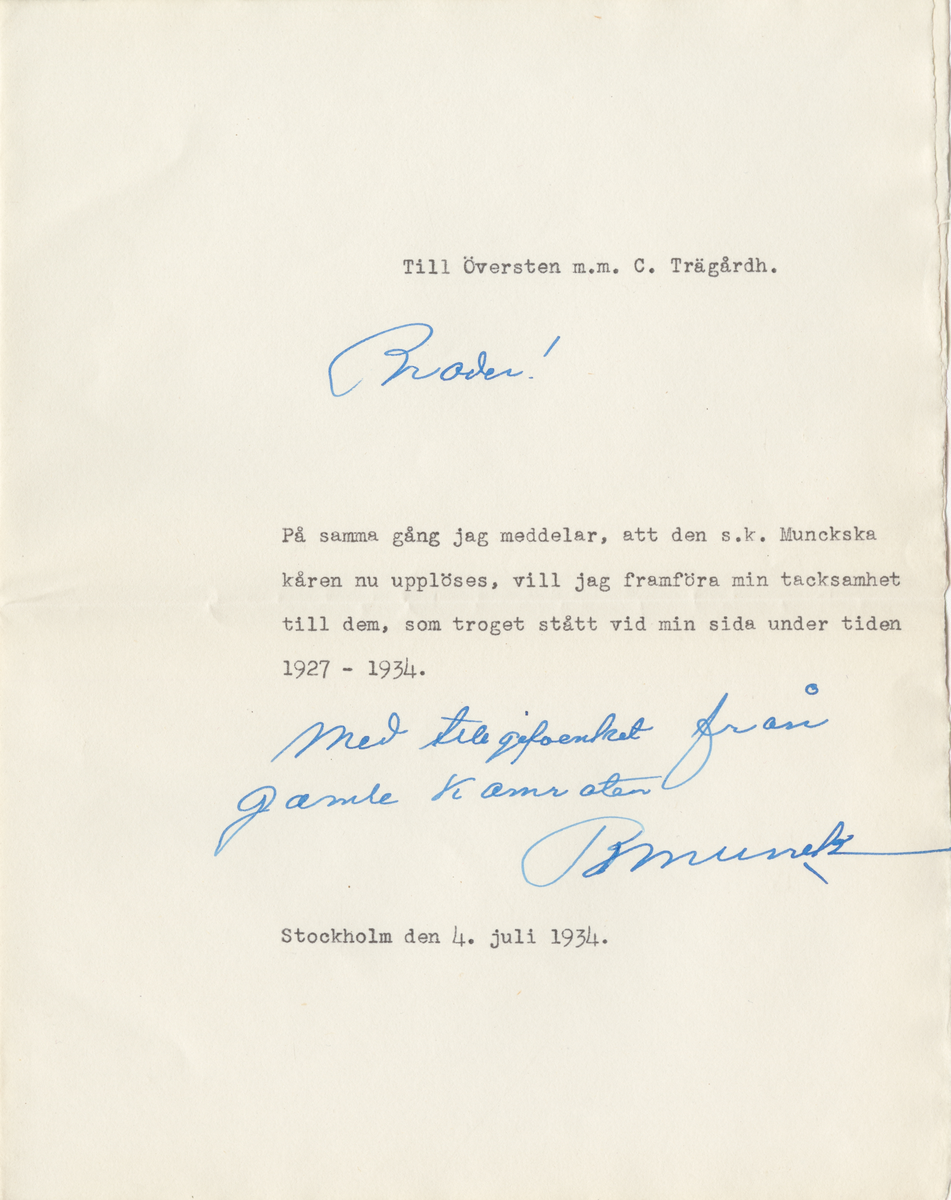 Till Översten m.m. C. Trägårdh.
Broder!
På samma gång jag meddelar, att den s.k. Munckska
kåren nu upplöses, vill jag framföra min tacksamhet
till dem, som troget stått vid min sida under tiden
1927 - 1934.
Med tillgifvenhet från
gamle Kamraten
BMunck
Stockholm den 4. juli 1934.